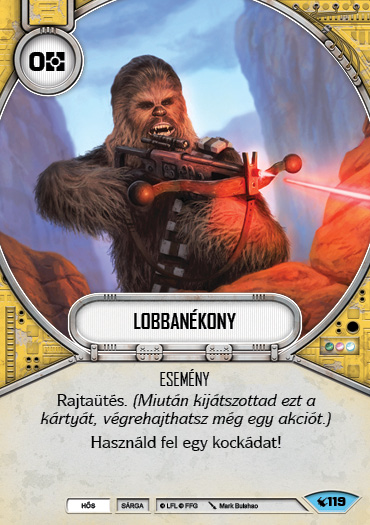 0
LOBBANÉKONY
ESEMÉNY
Rajtaütés. (Miután kijátszottad ezt a
kártyát, végrehajthatsz még egy akciót.)
Használd fel egy kockádat!
HŐS SÁRGA © LFL © FFG Mark Bulahao 119